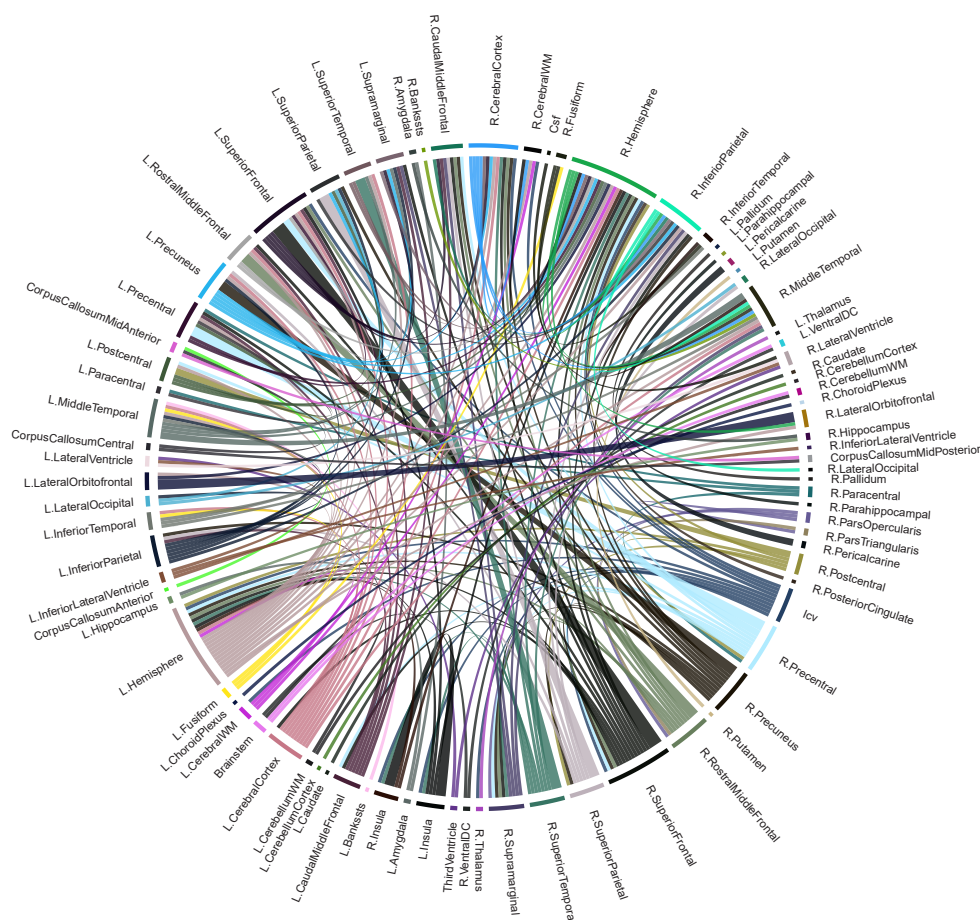 R.CerebralCortex
R.CerebralWM
Csf
R.Fusiform
R.Hemisphere
R.InferiorParietal
R.InferiorTemporal
L.Pallidum
L.Parahippocampal
L.Pericalcarine
L.Putamen
R.LateralOccipital
R.MiddleTemporal
L.Thalamus
L.VentralDC
R.LateralVentricle
R.Caudate
R.CerebellumCortex
R.CerebellumWM
R.ChoroidPlexus
R.LateralOrbitofrontal
R.Hippocampus
R.InferiorLateralVentricle
CorpusCallosumMidPosterior
R.LateralOccipital
R.Pallidum
R.Paracentral
R.Parahippocampal
R.ParsOpercularis
R.ParsTriangularis
R.Pericalcarine
R.Postcentral
R.PosteriorCingulate
Icv
R.Precentral
R.Precuneus
R.Putamen
R.RostralMiddleFrontal
R.SuperiorFrontal
R.SuperiorParietal
R.SuperiorTempora
R.Supramarginal
R.Thalamus
R.VentralDC
ThirdVentricle
L.Insula
L.Amygdala
R.Insula
L.Bankssts
L.CaudalMiddleFrontal
L.Caudate
L.CerebellumCortex
L.CerebellumWM
L.CerebralCortex
Brainstem
L.CerebralWM
L.ChoroidPlexus
L.Fusiform
L.Hemisphere
L.Hippocampus
CorpusCallosumAnterior
L.InferiorLateralVentricle
L.InferiorParietal
L.InferiorTemporal
L.LateralOccipital
L.LateralOrbitofrontal
L.LateralVentricle
CorpusCallosumCentral
L.MiddleTemporal
L.Paracentral
L.Postcentral
CorpusCallosumMidAnterior
L.Precentral
L.Precuneus
L.RostralMiddleFrontal
L.SuperiorFrontal
L.SuperiorParietal
L.SuperiorTemporal
L.Supramarginal
R.Amygdala
R.Bankssts
R.CaudalMiddleFrontal